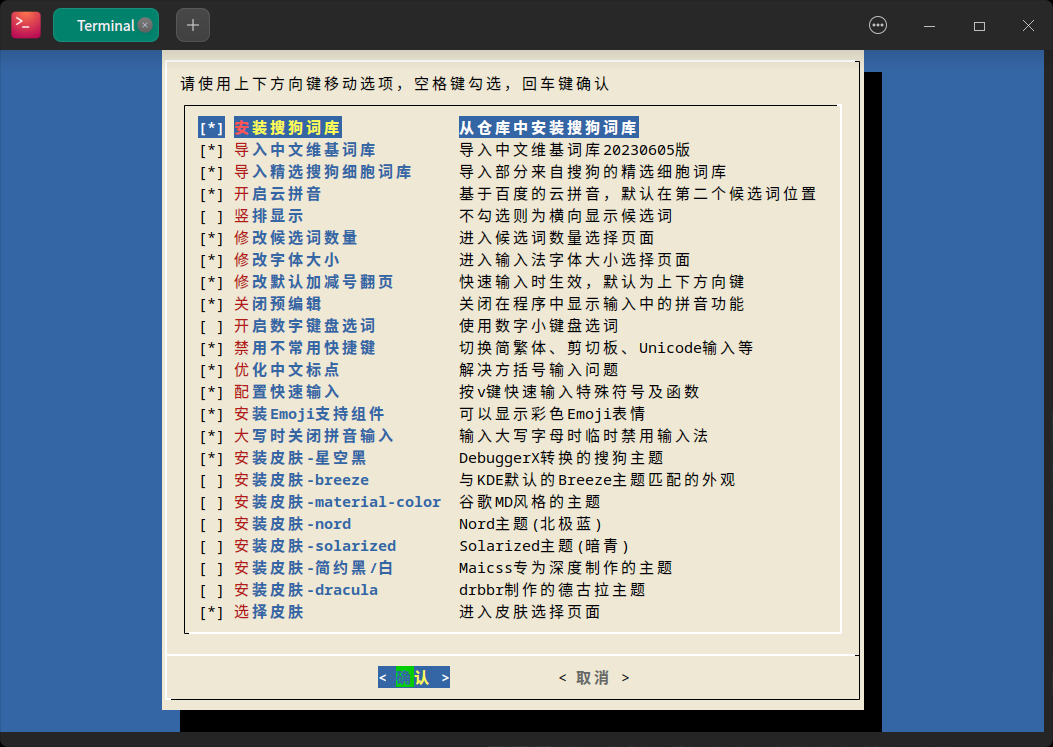 Terminal
请使用上下方向键移动选项，空格键勾选，回车键确认
[*] 安装搜狗词库 从仓库中安装搜狗词库
[*] 导入中文维基词库 导入中文维基词库20230605版
[*] 导入精选搜狗细胞词库 导入部分来自搜狗的精选细胞词库
[*] 开启云拼音 基于百度的云拼音，默认在第二个候选词位置
[ ] 竖排显示 不勾选则为横向显示候选词
[*] 修改候选词数量 进入候选词数量选择页面
[*] 修改字体大小 进入输入法字体大小选择页面
[*] 修改默认加减号翻页 快速输入时生效，默认为上下方向键
[*] 关闭预编辑 关闭在程序中显示输入中的拼音功能
[ ] 开启数字键盘选词 使用数字小键盘选词
[*] 禁用不常用快捷键 切换简繁体、剪切板、Unicode输入等
[*] 优化中文标点 解决方括号输入问题
[*] 配置快速输入 按v键快速输入特殊符号及函数
[*] 安装Emoji支持组件 可以显示彩色Emoji表情
[*] 大写时关闭拼音输入 输入大写字母时临时禁用输入法
[*] 安装皮肤-星空黑 DebuggerX转换的搜狗主题
[ ] 安装皮肤-breeze 与KDE默认的Breeze主题匹配的外观
[ ] 安装皮肤-material-color 谷歌MD风格的主题
[ ] 安装皮肤-nord Nord主题(北极蓝)
[ ] 安装皮肤-solarized Solarized主题(暗青)
[ ] 安装皮肤-简约黑/白 Maicss专为深度制作的主题
[ ] 安装皮肤-dracula drbbr制作的德古拉主题
[*] 选择皮肤 进入皮肤选择页面
< 确认 > < 取消 >